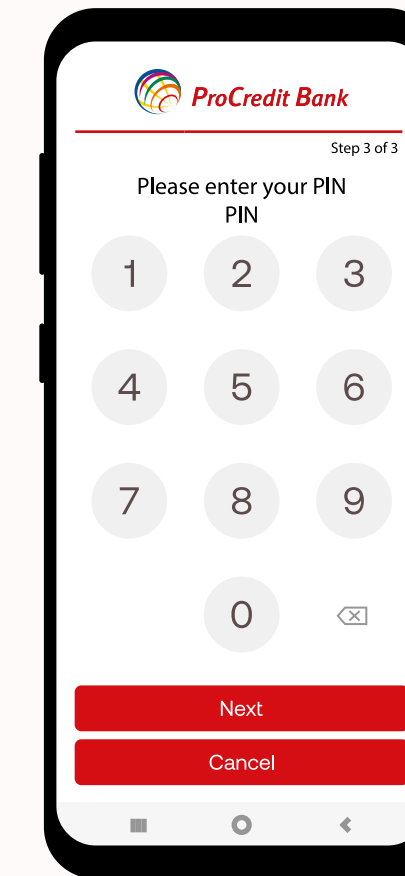 ProCredit Bank
Step 3 of 3
Please enter your PIN
PIN
1 2 3
4 5 6
7 8 9
0
Next
Cancel